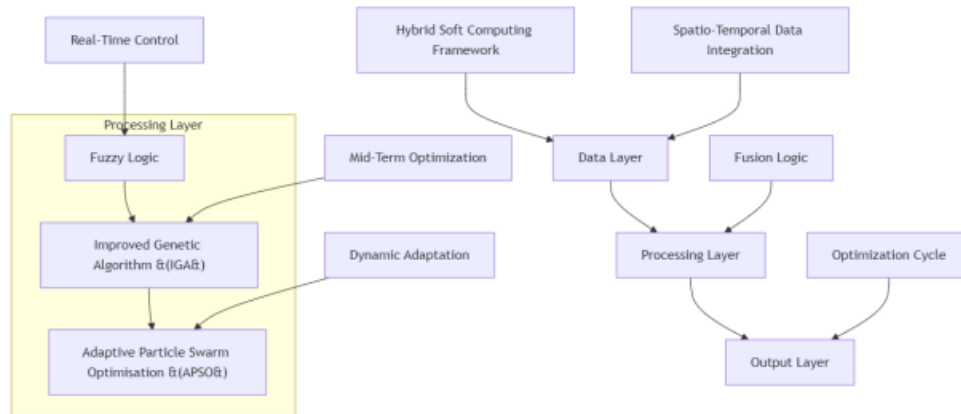 Real-Time Control
Hybrid Soft Computing
Framework
Spatio-Temporal Data
Integration
Processing Layer
Fuzzy Logic
Mid-Term Optimization
Data Layer
Fusion Logic
Improved Genetic
Algorithm &(IGA&)
Dynamic Adaptation
Processing Layer
Optimization Cycle
Adaptive Particle Swarm
Optimisation &(APSO&)
Output Layer